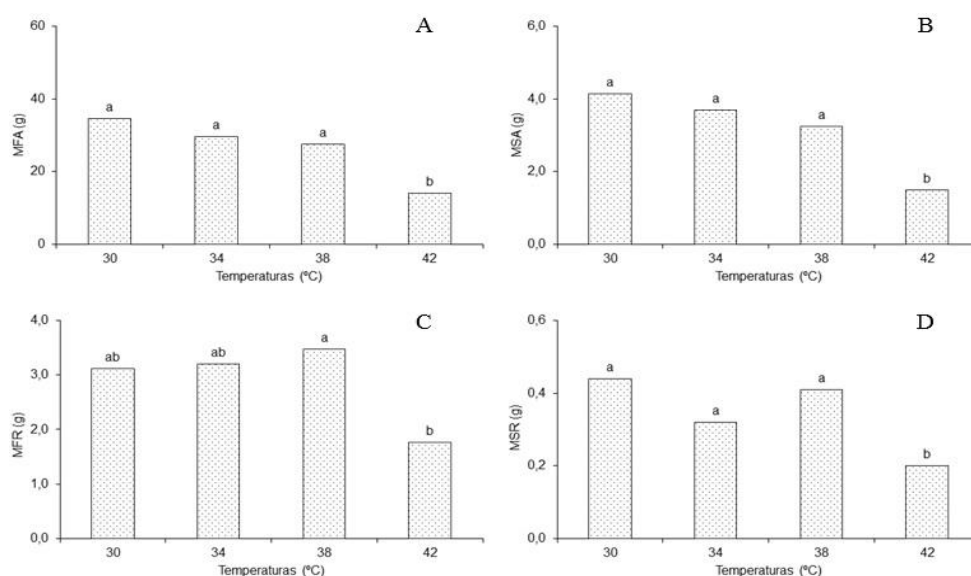 A
MFA (g)
60
40
20
0
a
a
a
b
30 34 38 42
Temperaturas (ºC)
B
MSA (g)
6,0
4,0
2,0
0,0
a
a
a
b
30 34 38 42
Temperaturas (ºC)
C
MFR (g)
4,0
3,0
2,0
1,0
0,0
ab
ab
a
b
30 34 38 42
Temperaturas (ºC)
D
MSR (g)
0,6
0,4
0,2
0,0
a
a
a
b
30 34 38 42
Temperaturas (ºC)